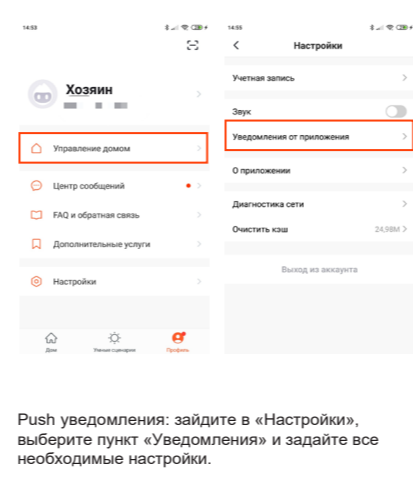 14:53
Хозяин
Управление домом
Центр сообщений
FAQ и обратная связь
Дополнительные услуги
Настройки
Дом
Умные сценарии
Профиль
14:55
Настройки
Учетная запись
Звук
Уведомления от приложения
О приложении
Диагностика сети
Очистить кэш
24,98M
Выход из аккаунта
Push уведомления: зайдите в «Настройки»,
выберите пункт «Уведомления» и задайте все
необходимые настройки.